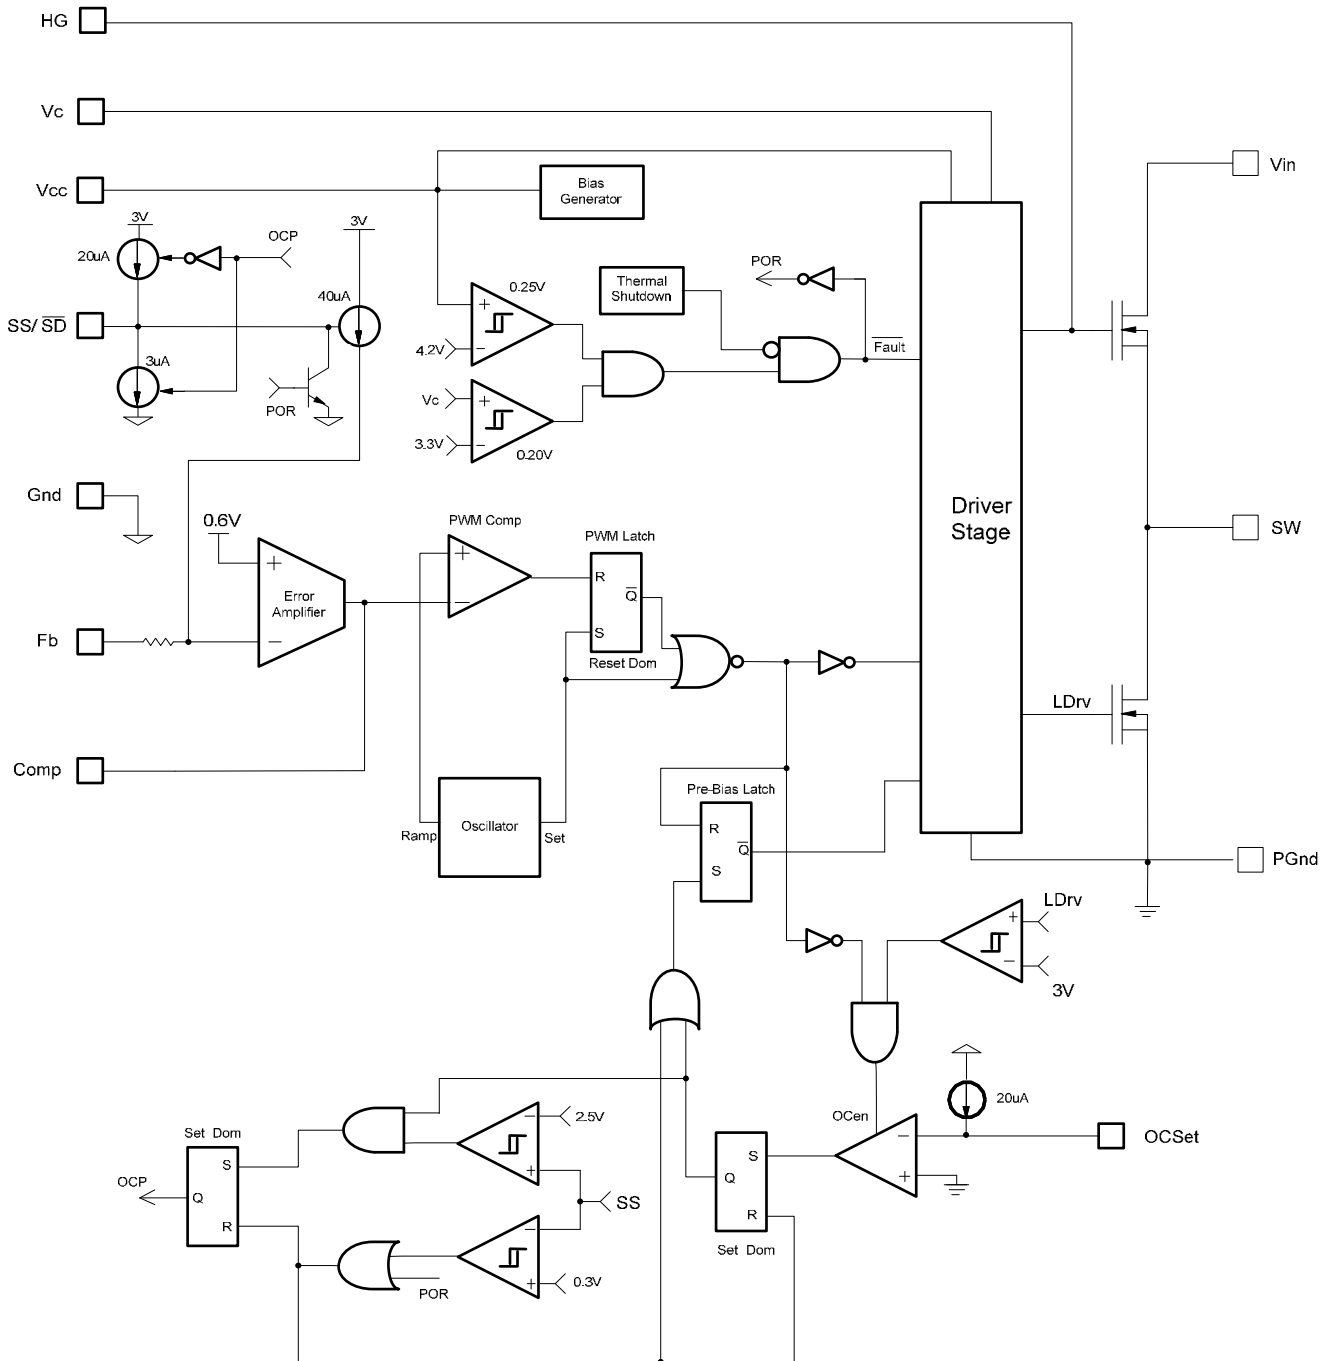 HG
Vc
Vcc
Bias
Generator
Vin
3V
3V
OCP
20uA
POR
Thermal
Shutdown
0.25V
40uA
SS/SD
+
4.2V
−
Fault
3uA
Vc
+
POR
3.3V
−
0.20V
Gnd
Driver
Stage
0.6V
PWM Comp
PWM Latch
SW
+
+
R
Error
Amplifier
−
Q
S
Fb
−
Reset Dom
LDrv
Comp
Pre-Bias Latch
Ramp
Oscillator
Set
R
Q
S
PGnd
LDrv
+
−
3V
20uA
2.5V
−
OCen
OCSet
Set Dom
−
S
+
S
+
OCP
Q
Q
SS
R
−
R
Set Dom
+
0.3V
POR